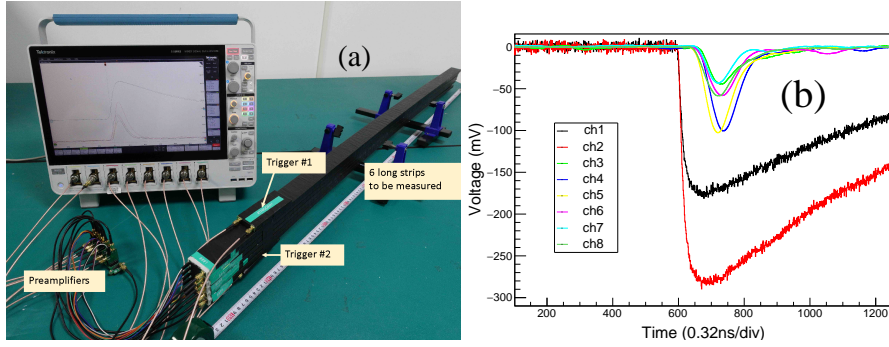 Tektronix
(a)
Trigger #1
6 long strips
to be measured
Trigger #2
Preamplifiers
(b)
0
−50
−100
−150
−200
−250
−300
Voltage (mV)
ch1
ch2
ch3
ch4
ch5
ch6
ch7
ch8
200
400
600
800
1000
1200
Time (0.32ns/div)